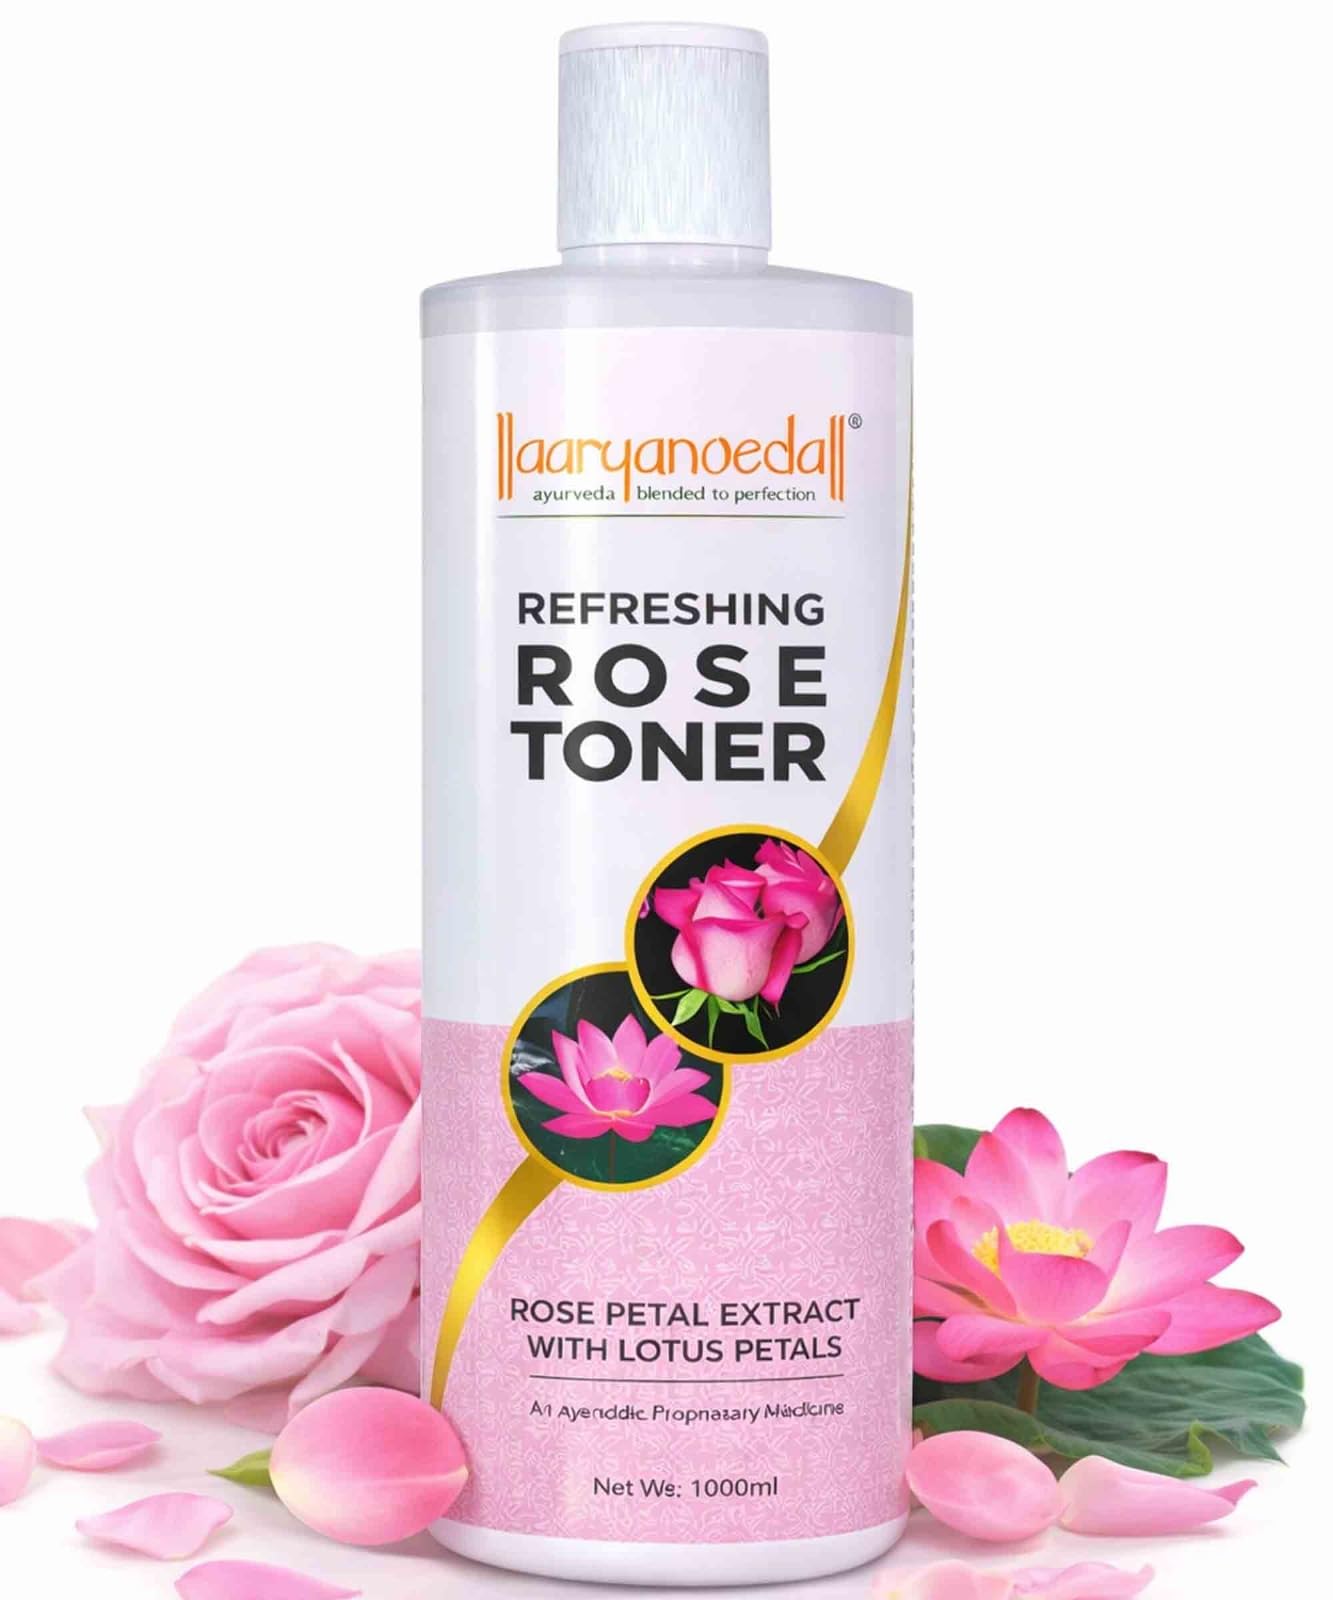 aaryanoeda®
ayurveda blended to perfection
REFRESHING
ROSE
TONER
ROSE PETAL EXTRACT
WITH LOTUS PETALS
Net We: 1000ml